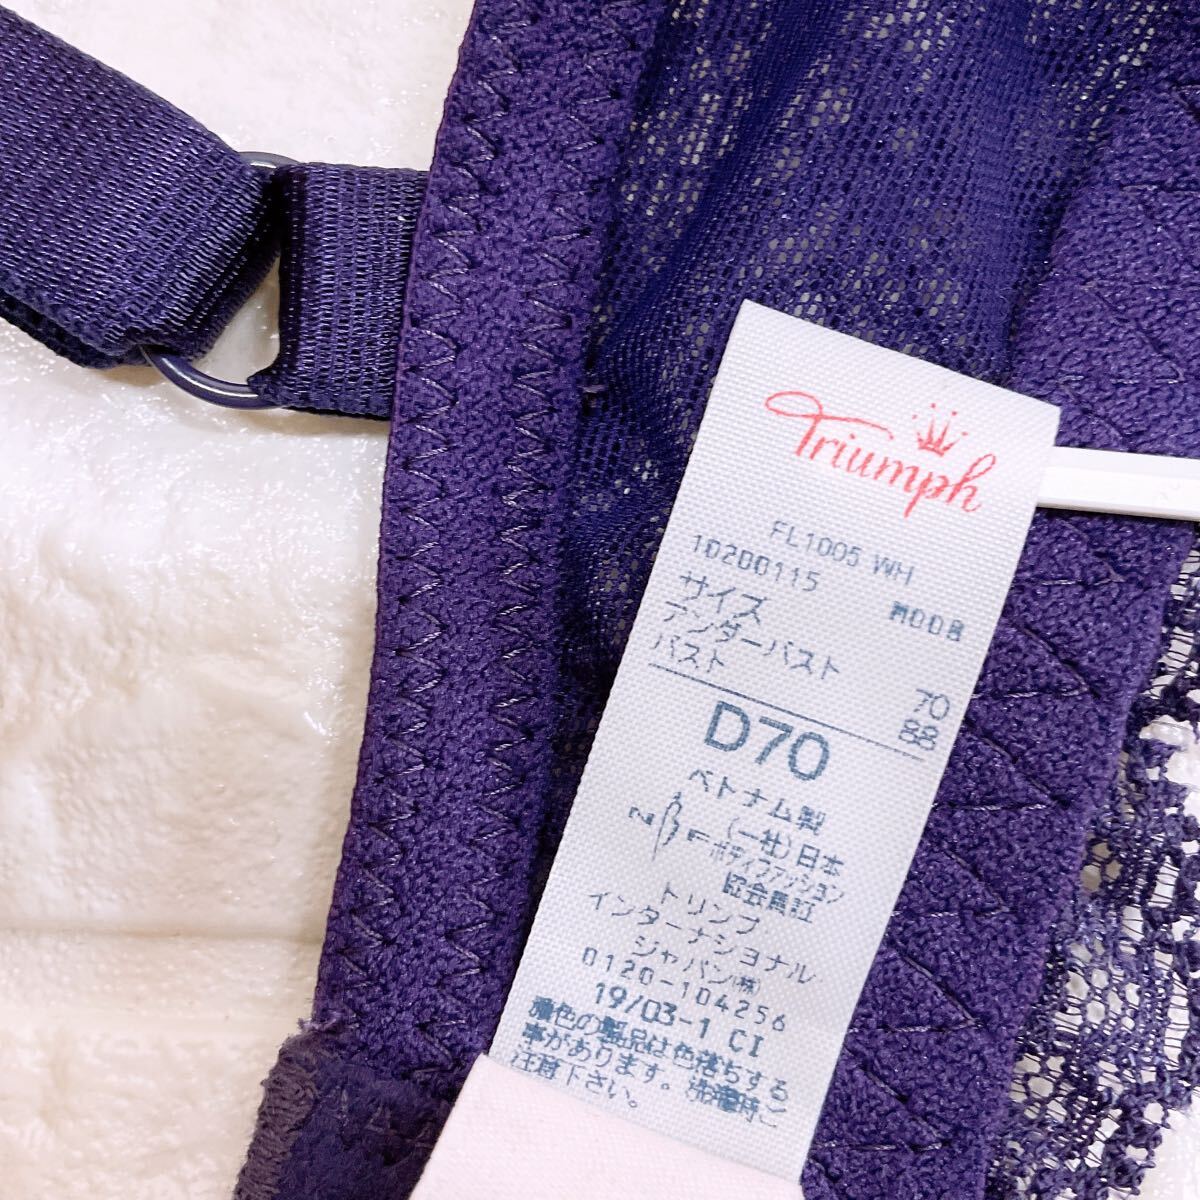 Triumph
FL1005 WH
10200115 M008
サイズ
アンダーバスト 70
バスト 88
D70
ベトナム製
NBF
(一社)日本
ボディファッション
協会員証
トリンプ
インターナショナル
ジャパン(株)
0120-104256
19/03-1 CI
濃色の製品は色落ちする
事があります。洗濯時ご
注意下さい。